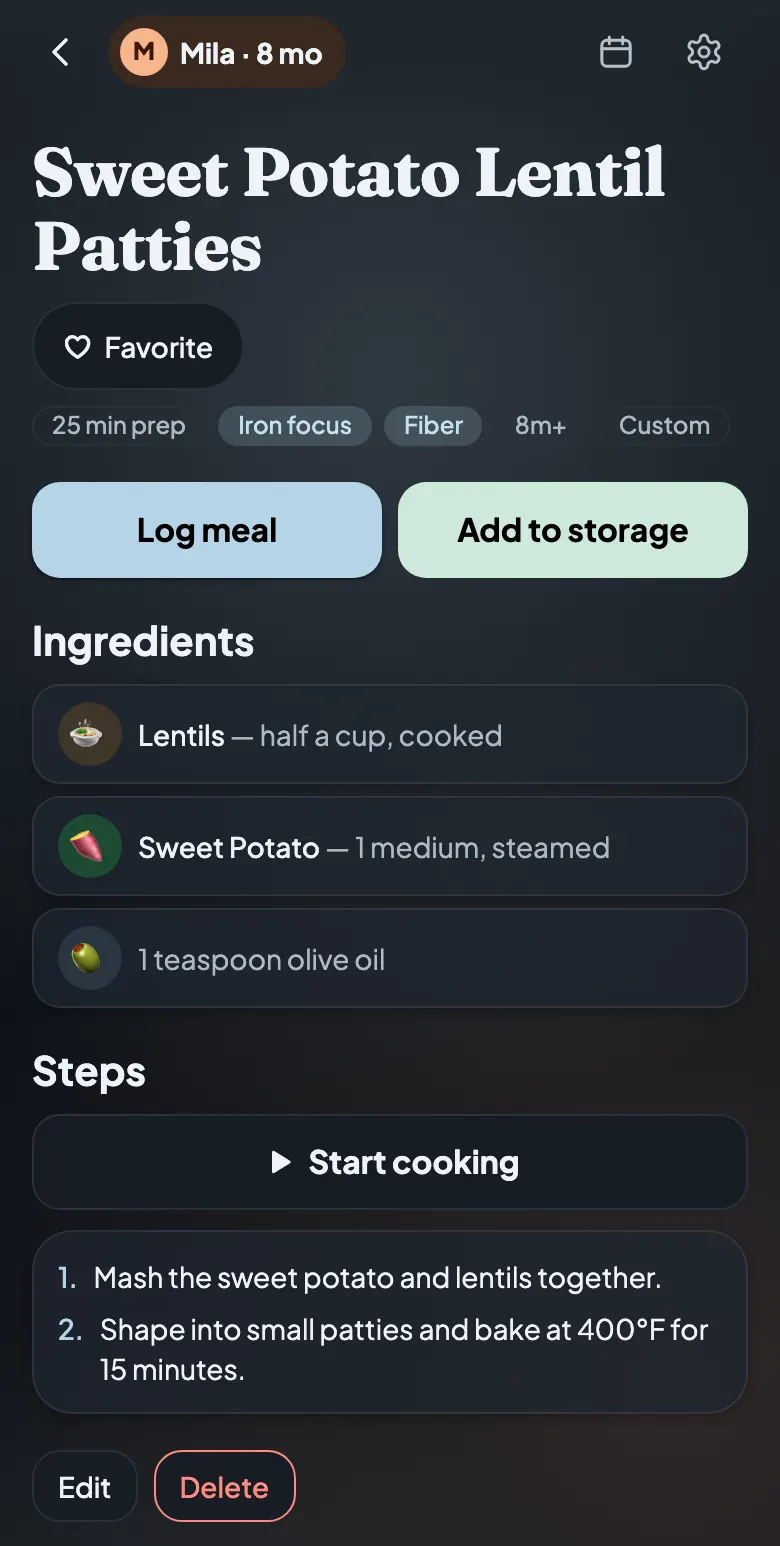 M Mila · 8 mo
Sweet Potato Lentil
Patties
Favorite
25 min prep Iron focus Fiber 8m+ Custom
Log meal Add to storage
Ingredients
Lentils — half a cup, cooked
Sweet Potato — 1 medium, steamed
1 teaspoon olive oil
Steps
Start cooking
1. Mash the sweet potato and lentils together.
2. Shape into small patties and bake at 400°F for
15 minutes.
Edit Delete